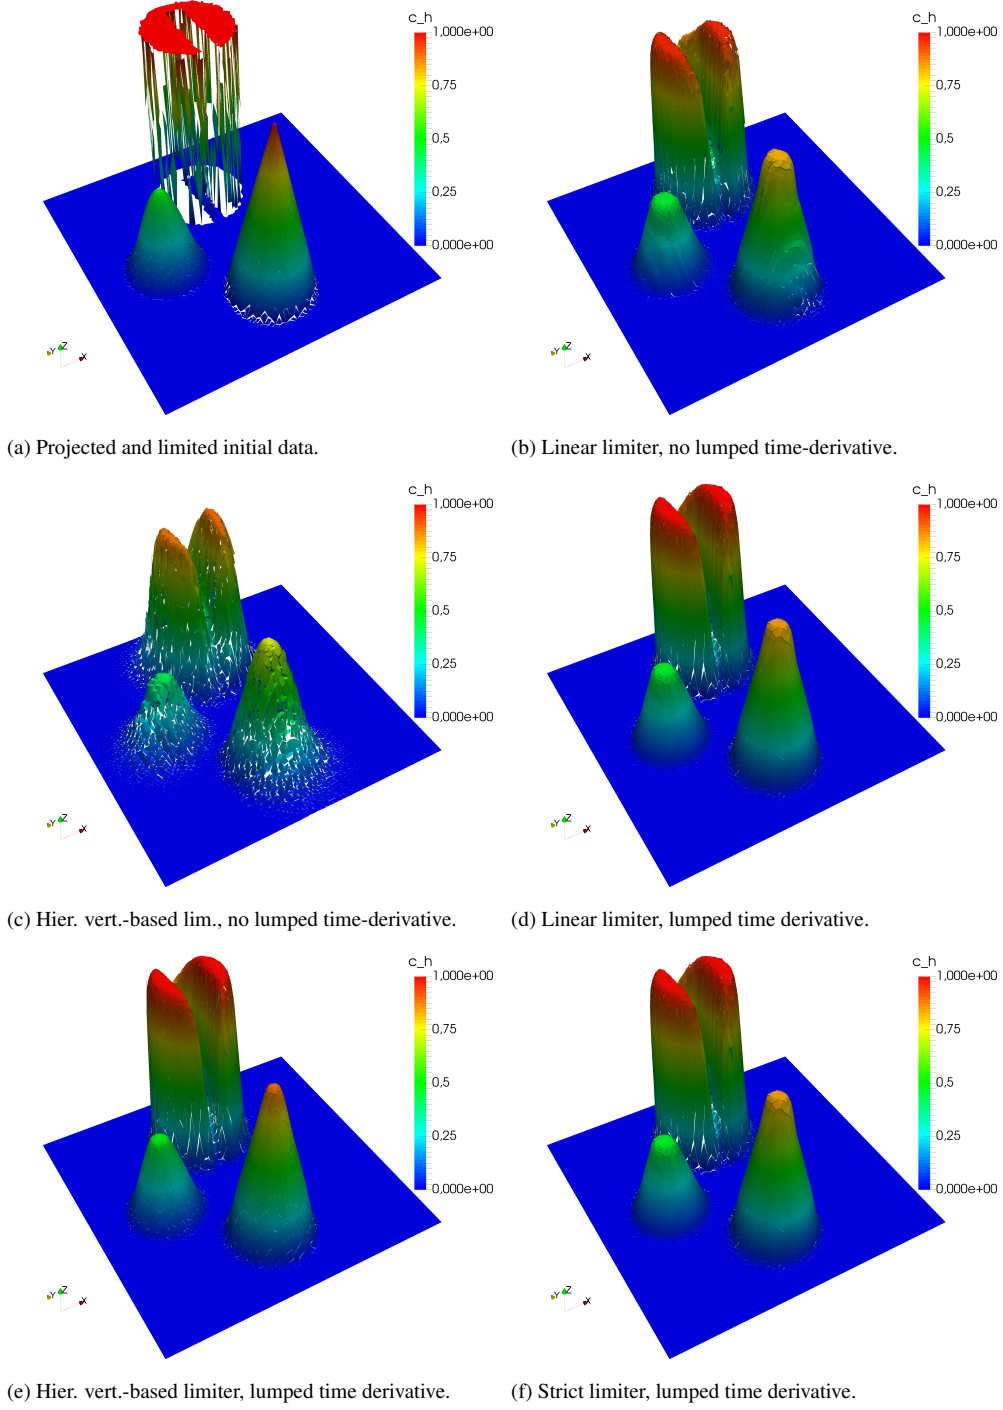 c_h
1,000e+00
0,75
0,5
0,25
0,000e+00
Y Z X
c_h
1,000e+00
0,75
0,5
0,25
0,000e+00
Y Z X
(a) Projected and limited initial data.
(b) Linear limiter, no lumped time-derivative.
c_h
1,000e+00
0,75
0,5
0,25
0,000e+00
Y Z X
c_h
1,000e+00
0,75
0,5
0,25
0,000e+00
Y Z X
(c) Hier. vert.-based lim., no lumped time-derivative.
(d) Linear limiter, lumped time derivative.
c_h
1,000e+00
0,75
0,5
0,25
0,000e+00
Y Z X
c_h
1,000e+00
0,75
0,5
0,25
0,000e+00
Y Z X
(e) Hier. vert.-based limiter, lumped time derivative.
(f) Strict limiter, lumped time derivative.